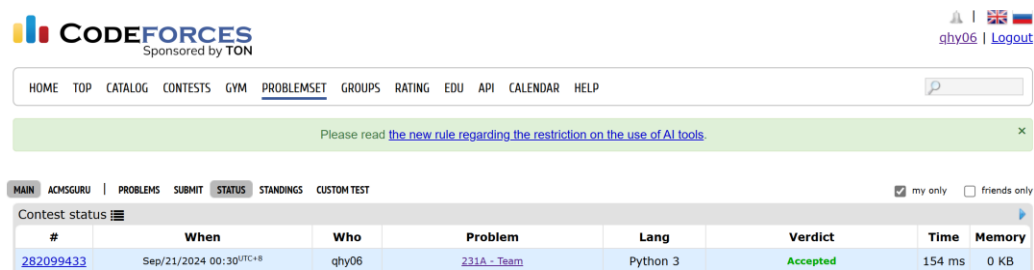 CODEFORCES
Sponsored by TON
qhy06 | Logout
HOME TOP CATALOG CONTESTS GYM PROBLEMSET GROUPS RATING EDU API CALENDAR HELP
Please read the new rule regarding the restriction on the use of AI tools. ×
MAIN ACMSGURU | PROBLEMS SUBMIT STATUS STANDINGS CUSTOM TEST my only friends only
Contest status
# When Who Problem Lang Verdict Time Memory
282099433 Sep/21/2024 00:30UTC+8 qhy06 231A - Team Python 3 Accepted 154 ms 0 KB